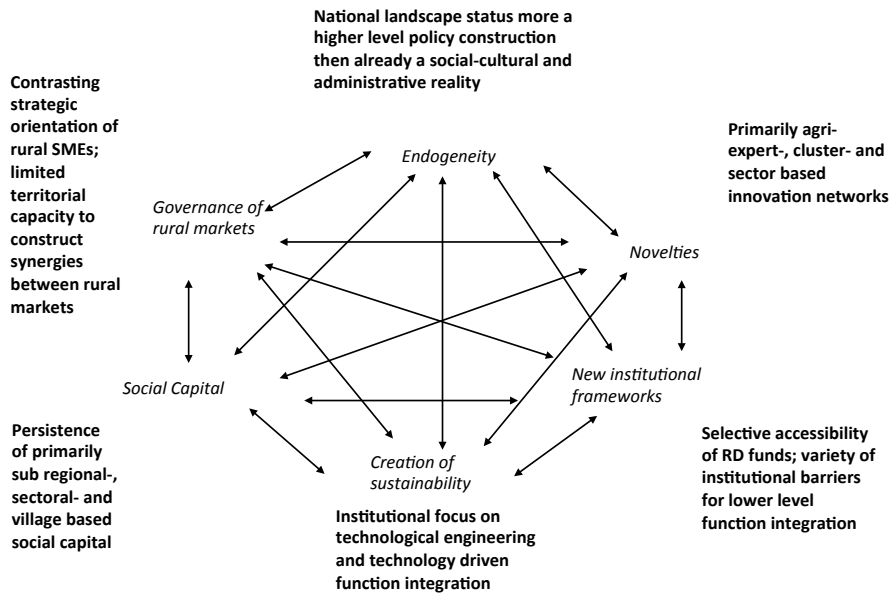 National landscape status more a
higher level policy construction
then already a social-cultural and
administrative reality
Contrasting
strategic
orientation of
rural SMEs;
limited
territorial
capacity to
construct
synergies
between rural
markets
Endogeneity
Primarily agri-
expert-, cluster- and
sector based
innovation networks
Governance of
rural markets
Novelties
Social Capital
New institutional
frameworks
Persistence
of primarily
sub regional-,
sectoral- and
village based
social capital
Creation of
sustainability
Selective accessibility
of RD funds; variety of
institutional barriers
for lower level
function integration
Institutional focus on
technological engineering
and technology driven
function integration